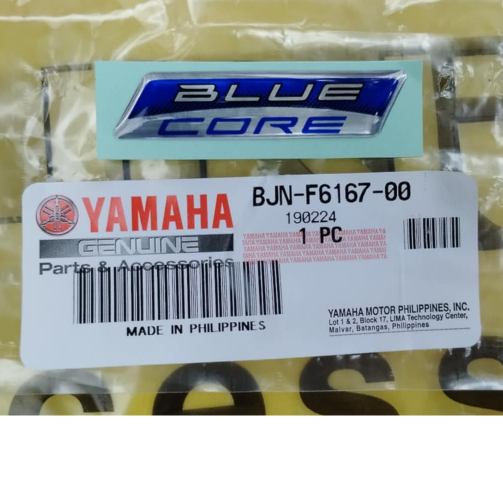 BLUE
CORE
YAMAHA
GENUINE
Parts & Accessories
BJN-F6167-00
190224
1 PC
MADE IN PHILIPPINES
YAMAHA MOTOR PHILIPPINES, INC.
Lot 1 & 2, Block 17, LIMA Technology Center,
Malvar, Batangas, Philippines
cess